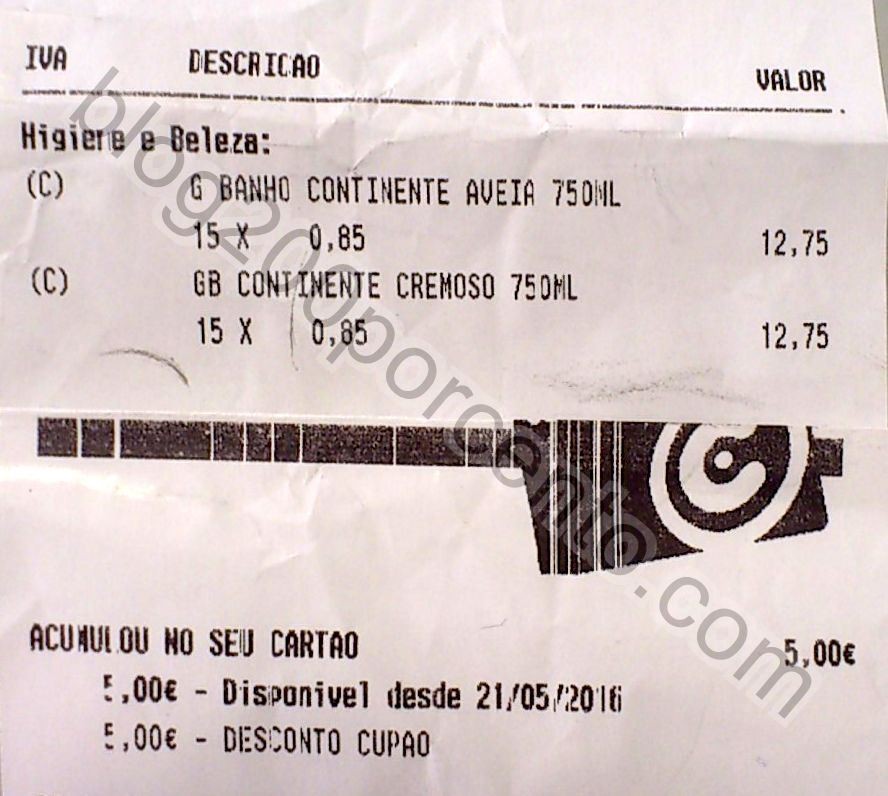 IVA DESCRICAO VALOR
Higiene e Beleza:
(C) G BANHO CONTINENTE AVEIA 750ML
15 X 0,85 12,75
(C) GB CONTINENTE CREMOSO 750ML
15 X 0,85 12,75
ACUMULOU NO SEU CARTAO 5,00€
5,00€ - Disponivel desde 21/05/2016
5,00€ - DESCONTO CUPAO
blog200porcento.com